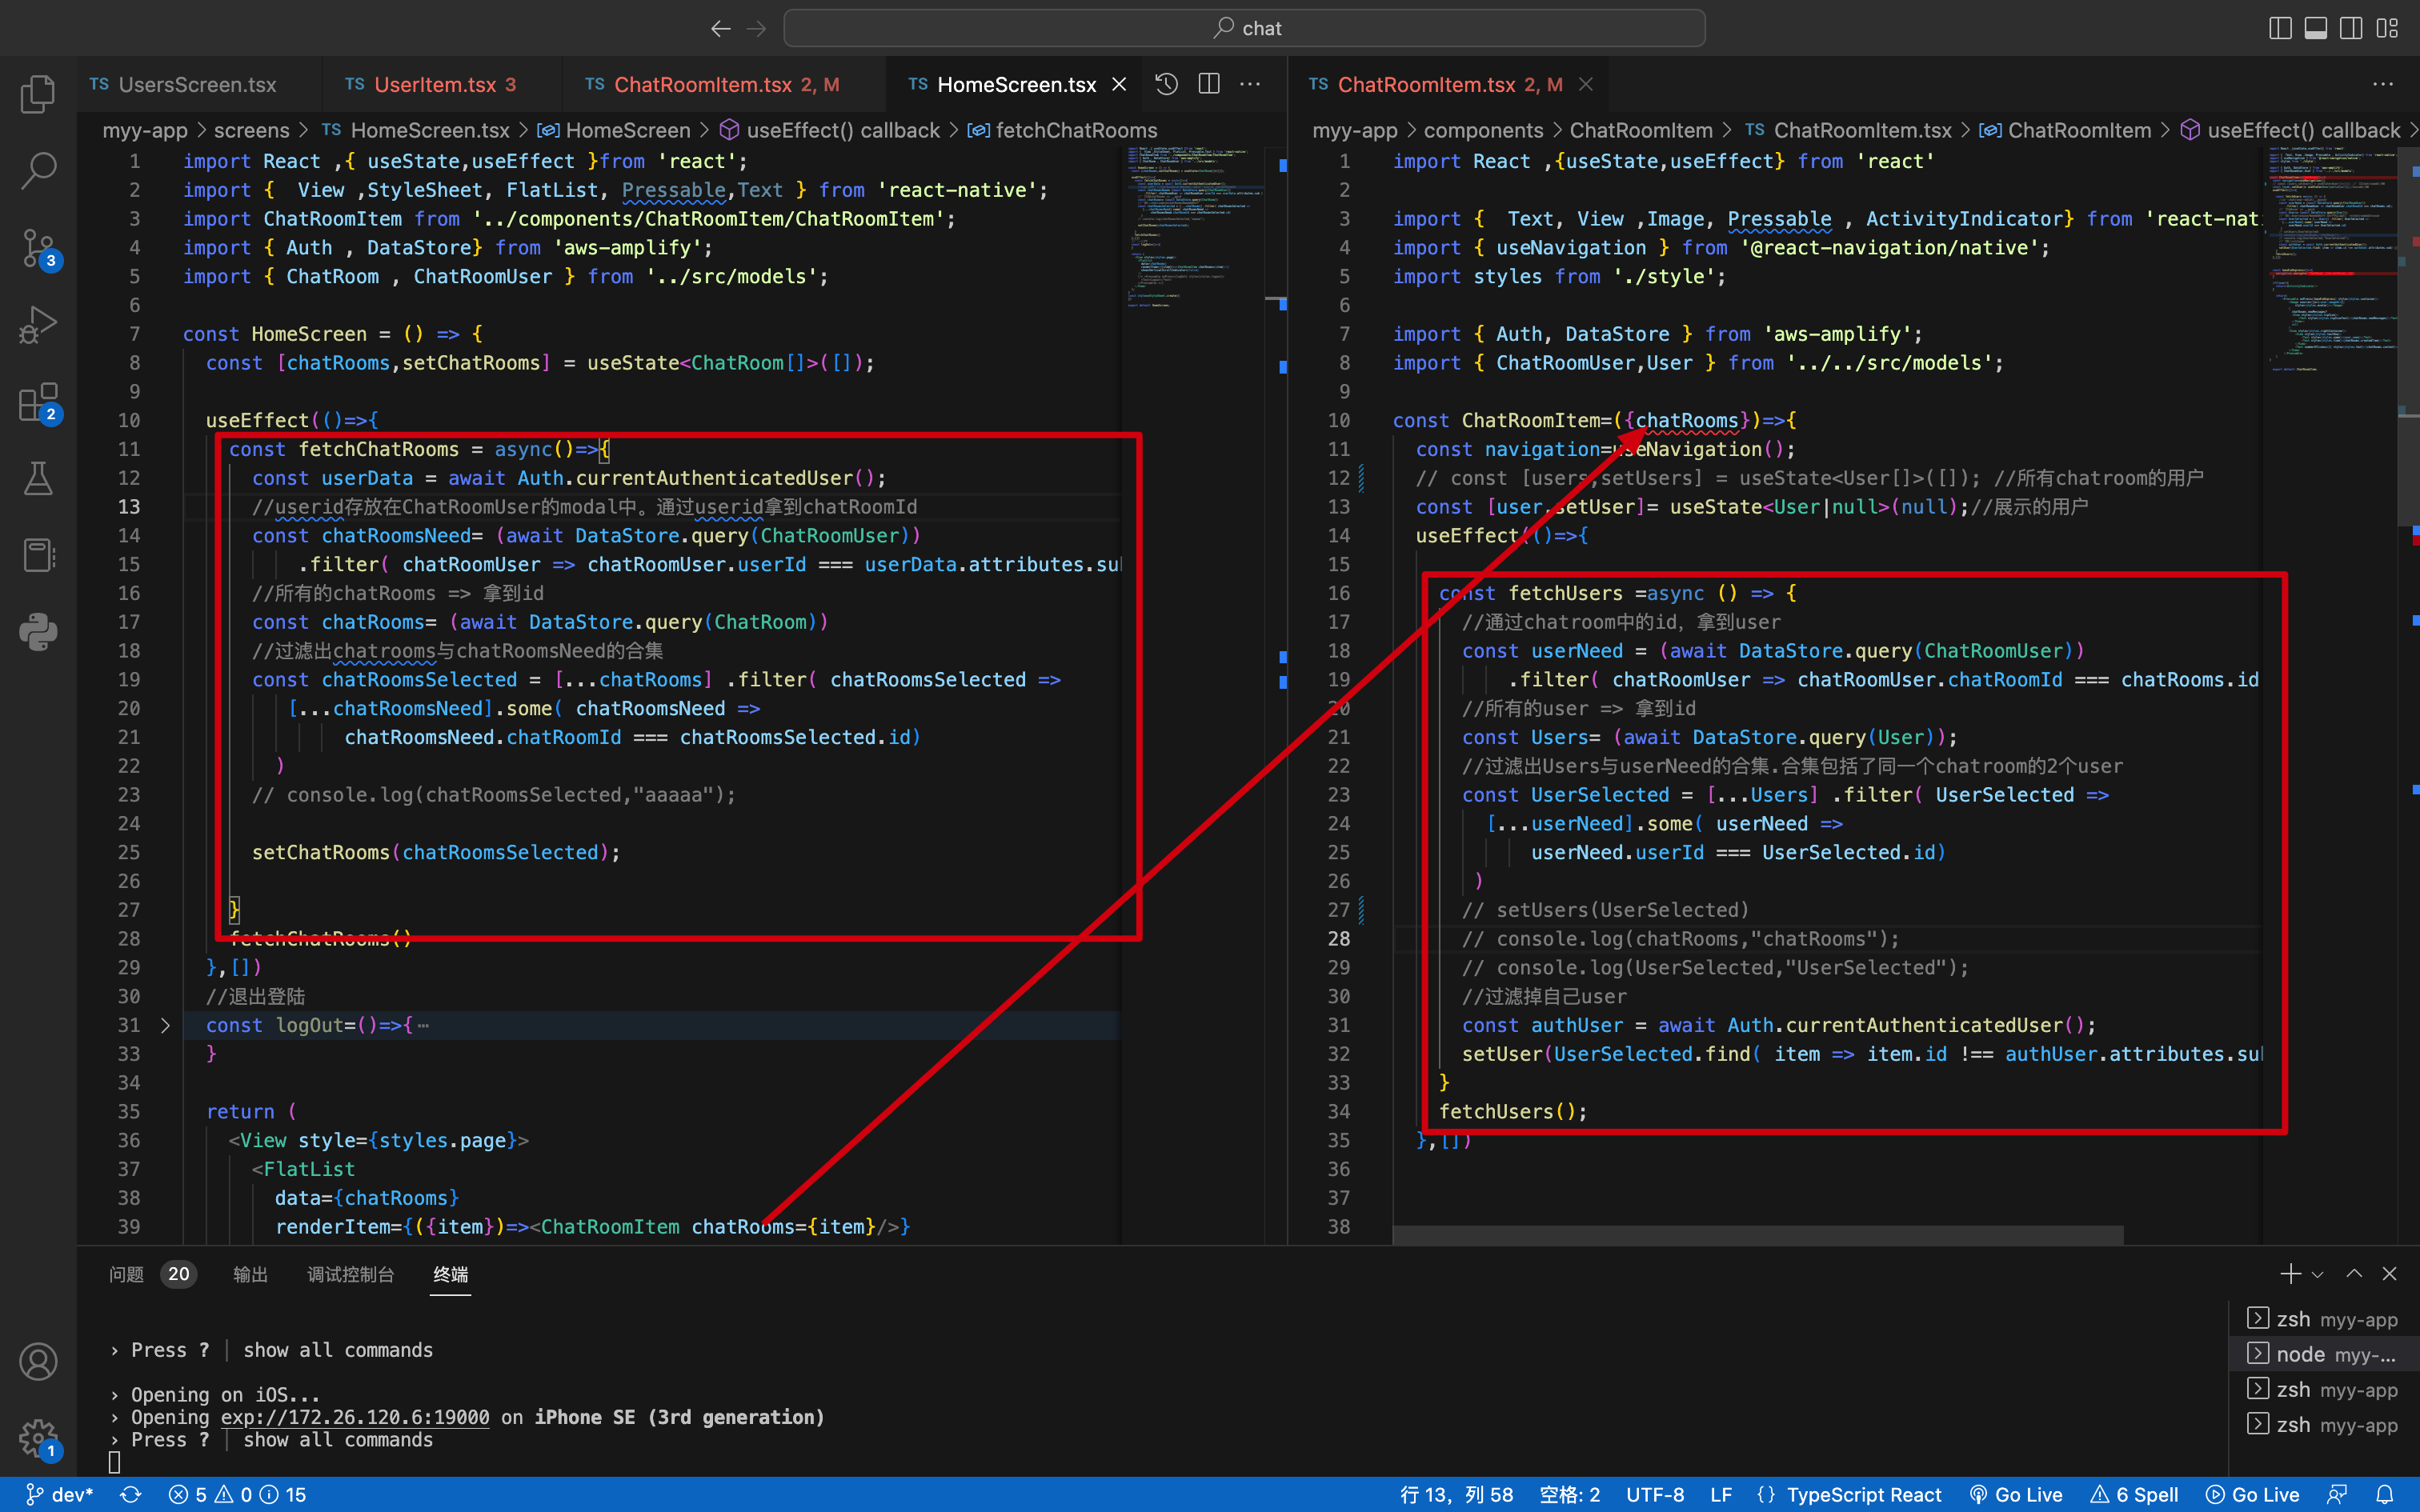 chat
TS UsersScreen.tsx
TS UserItem.tsx 3
TS ChatRoomItem.tsx 2, M
TS HomeScreen.tsx
myy-app > screens > TS HomeScreen.tsx > HomeScreen > useEffect() callback > fetchChatRooms
1 import React ,{ useState,useEffect }from 'react';
2 import {  View ,StyleSheet, FlatList, Pressable,Text } from 'react-native';
3 import ChatRoomItem from '../components/ChatRoomItem/ChatRoomItem';
4 import { Auth , DataStore} from 'aws-amplify';
5 import { ChatRoom , ChatRoomUser } from '../src/models';
6
7 const HomeScreen = () => {
8 const [chatRooms,setChatRooms] = useState<ChatRoom[]>([]);
9
10 useEffect(()=>{
11 const fetchChatRooms = async()=>{
12 const userData = await Auth.currentAuthenticatedUser();
13 //userid存放在ChatRoomUser的modal中。通过userid拿到chatRoomId
14 const chatRoomsNeed= (await DataStore.query(ChatRoomUser))
15 .filter( chatRoomUser => chatRoomUser.userId === userData.attributes.su
16 //所有的chatRooms => 拿到id
17 const chatRooms= (await DataStore.query(ChatRoom))
18 //过滤出chatrooms与chatRoomsNeed的合集
19 const chatRoomsSelected = [...chatRooms] .filter( chatRoomsSelected =>
20 [...chatRoomsNeed].some( chatRoomsNeed =>
21 chatRoomsNeed.chatRoomId === chatRoomsSelected.id)
22 )
23 // console.log(chatRoomsSelected,"aaaaa");
24
25 setChatRooms(chatRoomsSelected);
26
27 }
28 fetchChatRooms()
29 },[])
30 //退出登陆
31 const logOut=()=>{⋯
33 }
34
35 return (
36 <View style={styles.page}>
37 <FlatList
38 data={chatRooms}
39 renderItem={({item})=><ChatRoomItem chatRooms={item}/>}
TS ChatRoomItem.tsx 2, M
myy-app > components > ChatRoomItem > TS ChatRoomItem.tsx > ChatRoomItem > useEffect() callback >
1 import React ,{useState,useEffect} from 'react'
2
3 import {  Text, View ,Image, Pressable , ActivityIndicator} from 'react-nat
4 import { useNavigation } from '@react-navigation/native';
5 import styles from './style';
6
7 import { Auth, DataStore } from 'aws-amplify';
8 import { ChatRoomUser,User } from '../../src/models';
9
10 const ChatRoomItem=({chatRooms})=>{
11 const navigation=useNavigation();
12 // const [users,setUsers] = useState<User[]>([]); //所有chatroom的用户
13 const [user,setUser]= useState<User|null>(null);//展示的用户
14 useEffect(()=>{
15
16 const fetchUsers =async () => {
17 //通过chatroom中的id，拿到user
18 const userNeed = (await DataStore.query(ChatRoomUser))
19 .filter( chatRoomUser => chatRoomUser.chatRoomId === chatRooms.id
20 //所有的user => 拿到id
21 const Users= (await DataStore.query(User));
22 //过滤出Users与userNeed的合集.合集包括了同一个chatroom的2个user
23 const UserSelected = [...Users] .filter( UserSelected =>
24 [...userNeed].some( userNeed =>
25 userNeed.userId === UserSelected.id)
26 )
27 // setUsers(UserSelected)
28 // console.log(chatRooms,"chatRooms");
29 // console.log(UserSelected,"UserSelected");
30 //过滤掉自己user
31 const authUser = await Auth.currentAuthenticatedUser();
32 setUser(UserSelected.find( item => item.id !== authUser.attributes.su
33 }
34 fetchUsers();
35 },[])
36
37
38
3
2
1
问题 20 输出 调试控制台 终端
› Press ? | show all commands
› Opening on iOS...
› Opening exp://172.26.120.6:19000 on iPhone SE (3rd generation)
› Press ? | show all commands
zsh myy-app
node myy-...
zsh myy-app
zsh myy-app
dev* 5 0 15
行 13，列 58 空格: 2 UTF-8 LF {} TypeScript React Go Live 6 Spell Go Live